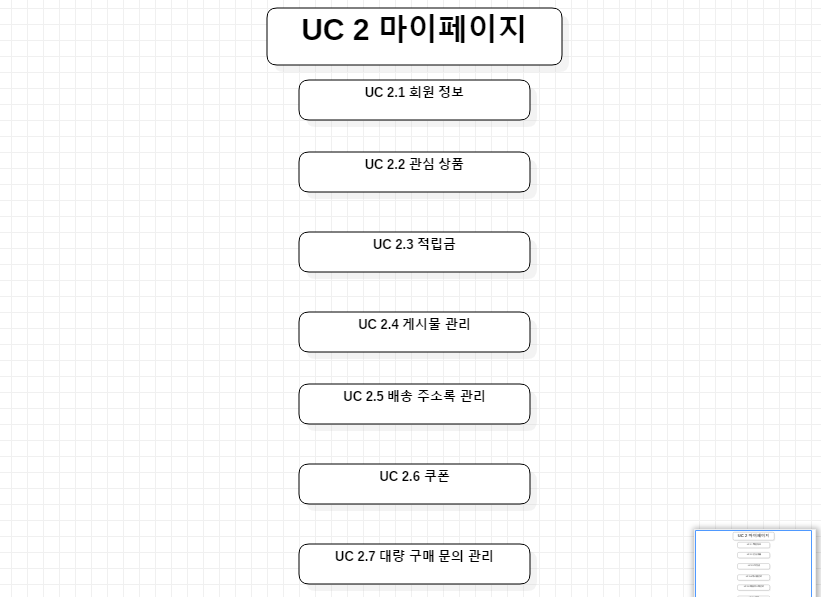 UC 2 마이페이지
UC 2.1 회원 정보
UC 2.2 관심 상품
UC 2.3 적립금
UC 2.4 게시물 관리
UC 2.5 배송 주소록 관리
UC 2.6 쿠폰
UC 2.7 대량 구매 문의 관리
UC 2 마이페이지